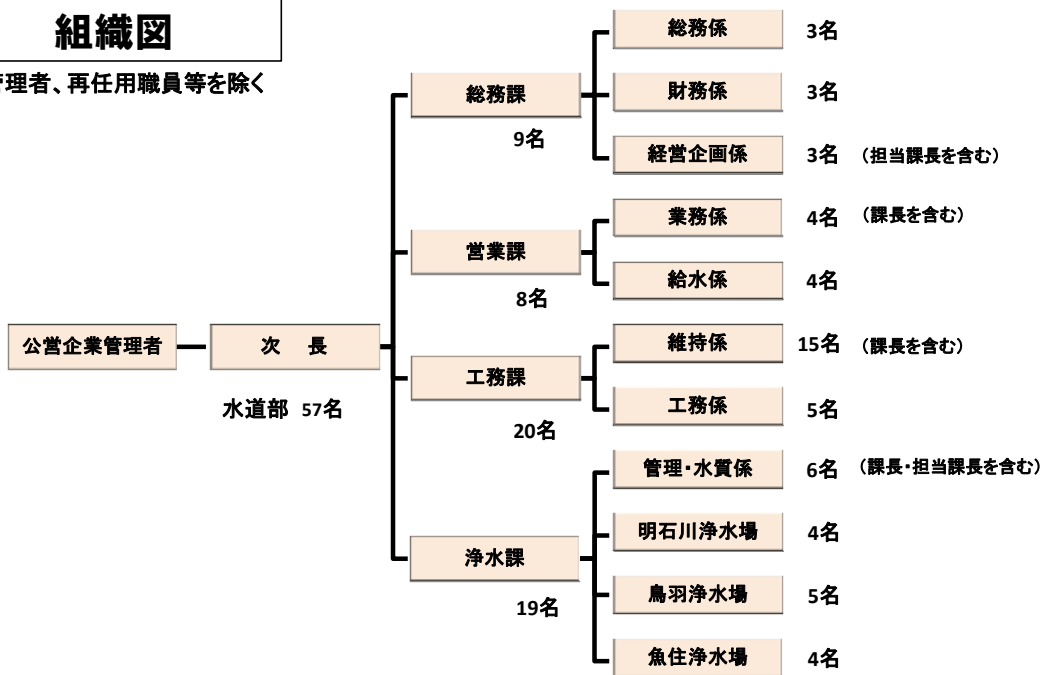 組織図
管理者、再任用職員等を除く
公営企業管理者
次 長
水道部 57名
総務課
9名
総務係 3名
財務係 3名
経営企画係 3名 (担当課長を含む)
営業課
8名
業務係 4名 (課長を含む)
給水係 4名
工務課
20名
維持係 15名 (課長を含む)
工務係 5名
浄水課
19名
管理・水質係 6名 (課長・担当課長を含む)
明石川浄水場 4名
鳥羽浄水場 5名
魚住浄水場 4名